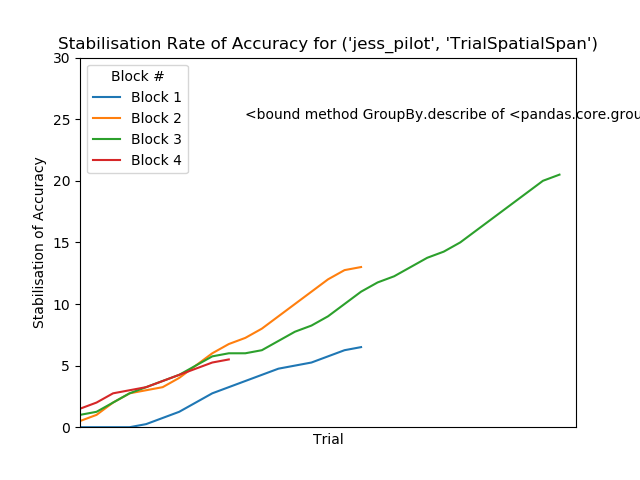 Stabilisation Rate of Accuracy for ('jess_pilot', 'TrialSpatialSpan')
30
25
20
15
10
5
0
Stabilisation of Accuracy
Block #
Block 1
Block 2
Block 3
Block 4
<bound method GroupBy.describe of <pandas.core.grou
Trial